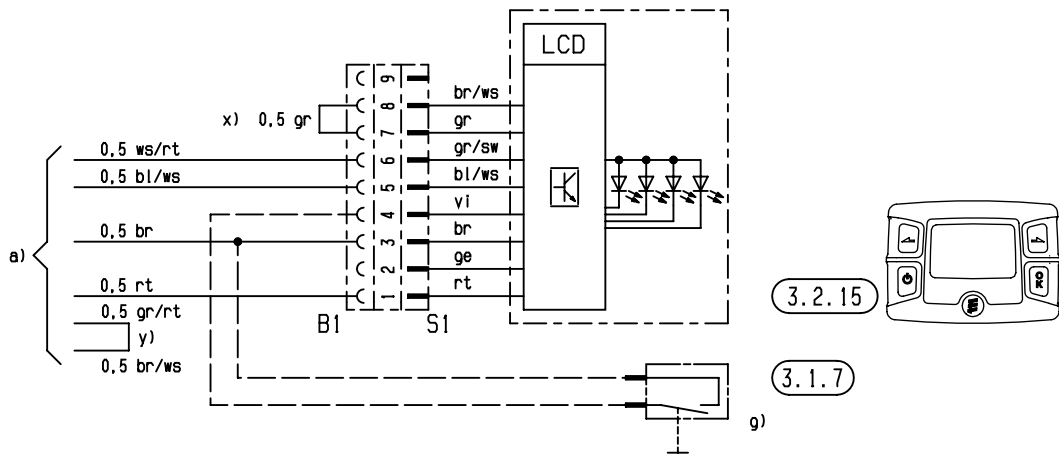 LCD
9
8
7
6
5
4
3
2
1
br/ws
gr
gr/sw
bl/ws
vi
br
ge
rt
x) 0,5 gr
0,5 ws/rt
0,5 bl/ws
0,5 br
a)
0,5 rt
0,5 gr/rt
y)
0,5 br/ws
B1
S1
3.2.15
OK
3.1.7
g)